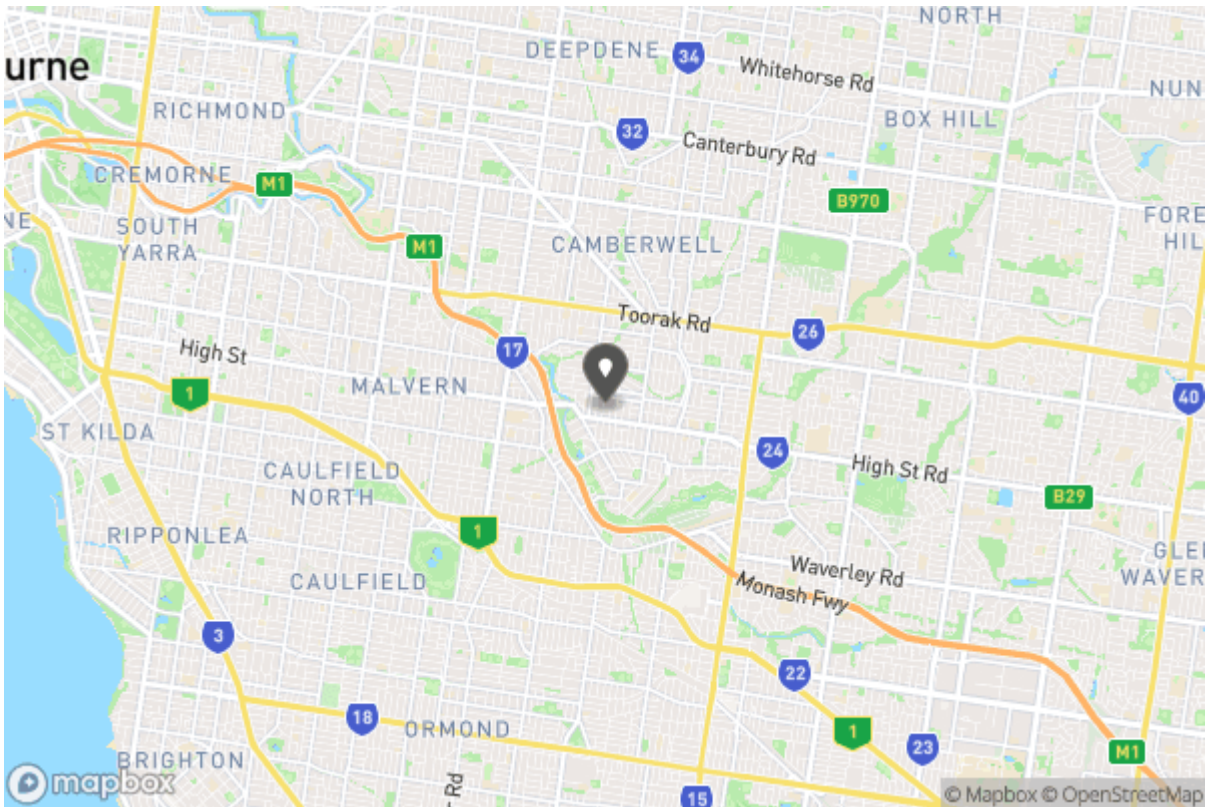 NORTH
DEEPDENE
34
Whitehorse Rd
urne
NUN
RICHMOND
BOX HILL
32
Canterbury Rd
CREMORNE
M1
B970
NE
SOUTH
YARRA
FORE
HIL
M1
CAMBERWELL
Toorak Rd
26
High St
17
MALVERN
1
40
ST KILDA
24
High St Rd
CAULFIELD
NORTH
B29
RIPPONLEA
1
GLE
WAVER
CAULFIELD
Waverley Rd
Monash Fwy
3
22
18
ORMOND
1
23
M1
BRIGHTON
mapbox
r Rd
15
© Mapbox © OpenStreetMap